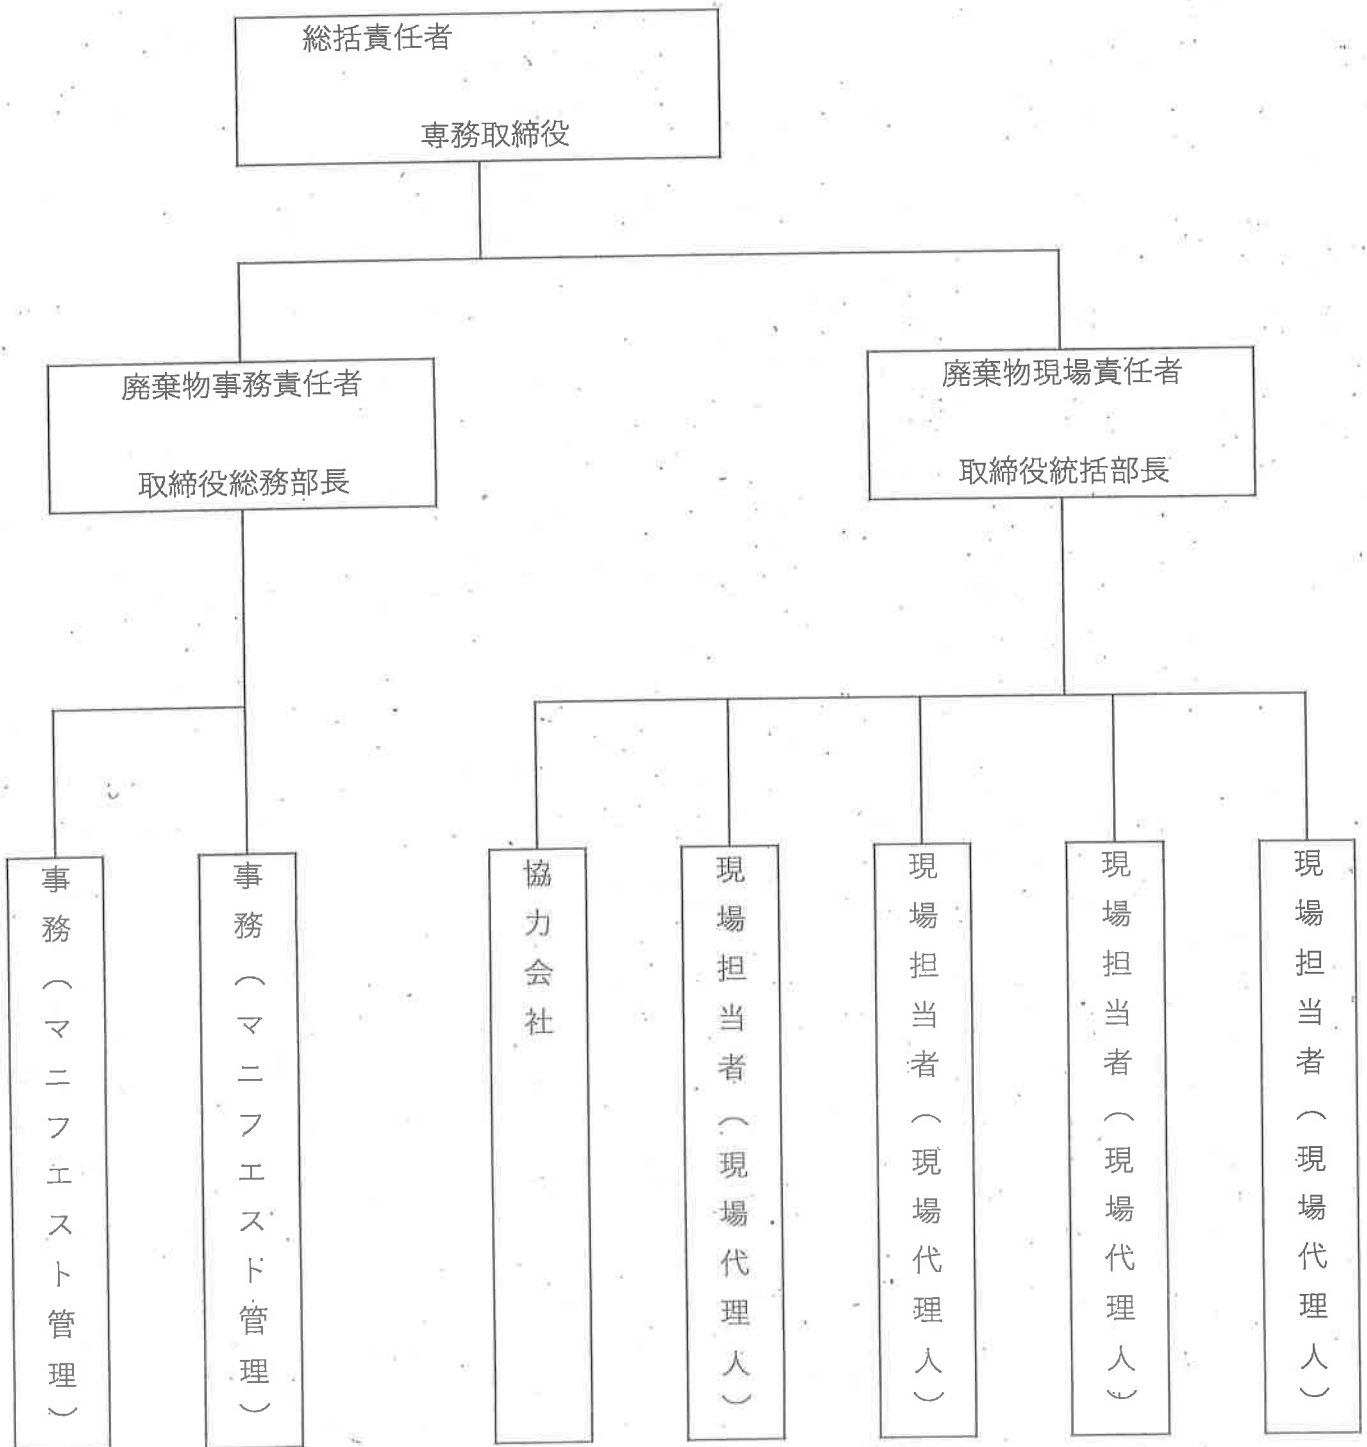 総括責任者
専務取締役
廃棄物事務責任者
取締役総務部長
廃棄物現場責任者
取締役統括部長
事務（マニフェスト管理）
事務（マニフェスト管理）
協力会社
現場担当者（現場代理人）
現場担当者（現場代理人）
現場担当者（現場代理人）
現場担当者（現場代理人）